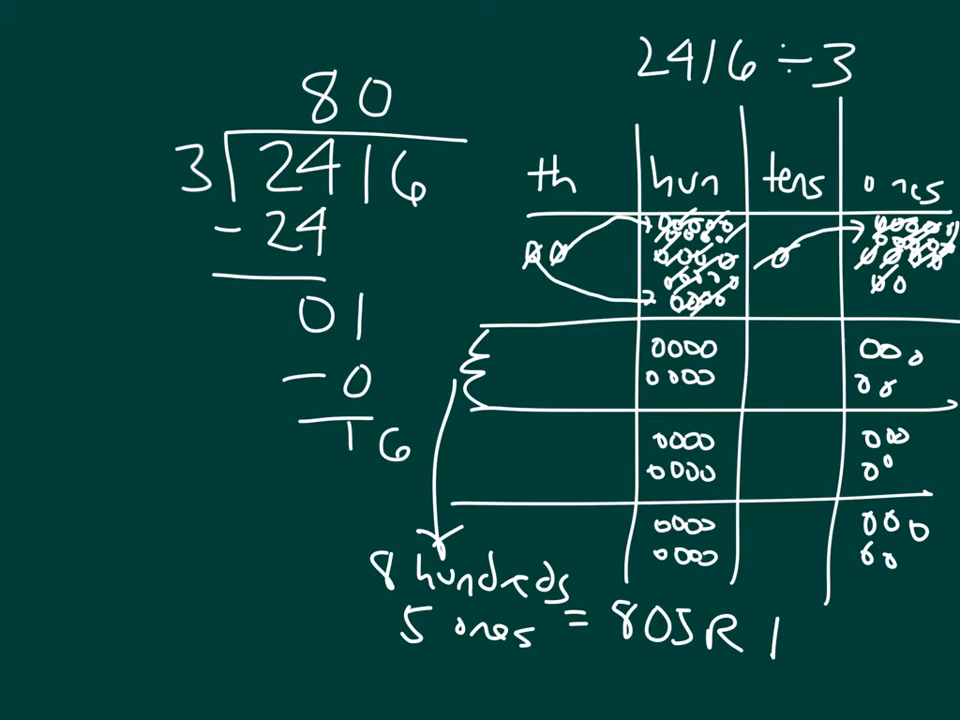 2416 ÷ 3
80
3 2416
- 24
01
- 0
16
th hun tens ones
8 hundreds
5 ones = 805 R 1